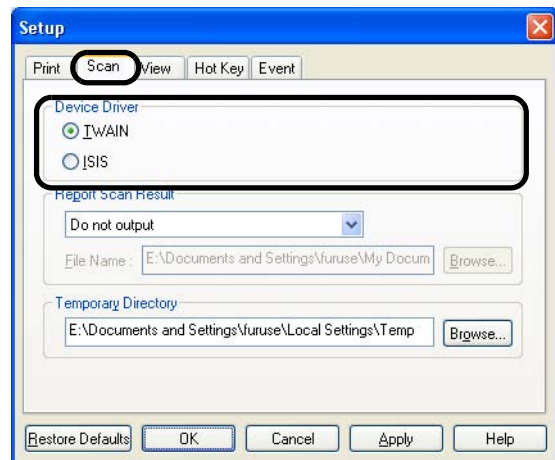 Setup
Print Scan View Hot Key Event
Device Driver
TWAIN
ISIS
Report Scan Result
Do not output
File Name : E:\Documents and Settings\furuse\My Docum Browse...
Temporary Directory
E:\Documents and Settings\furuse\Local Settings\Temp Browse...
Restore Defaults OK Cancel Apply Help